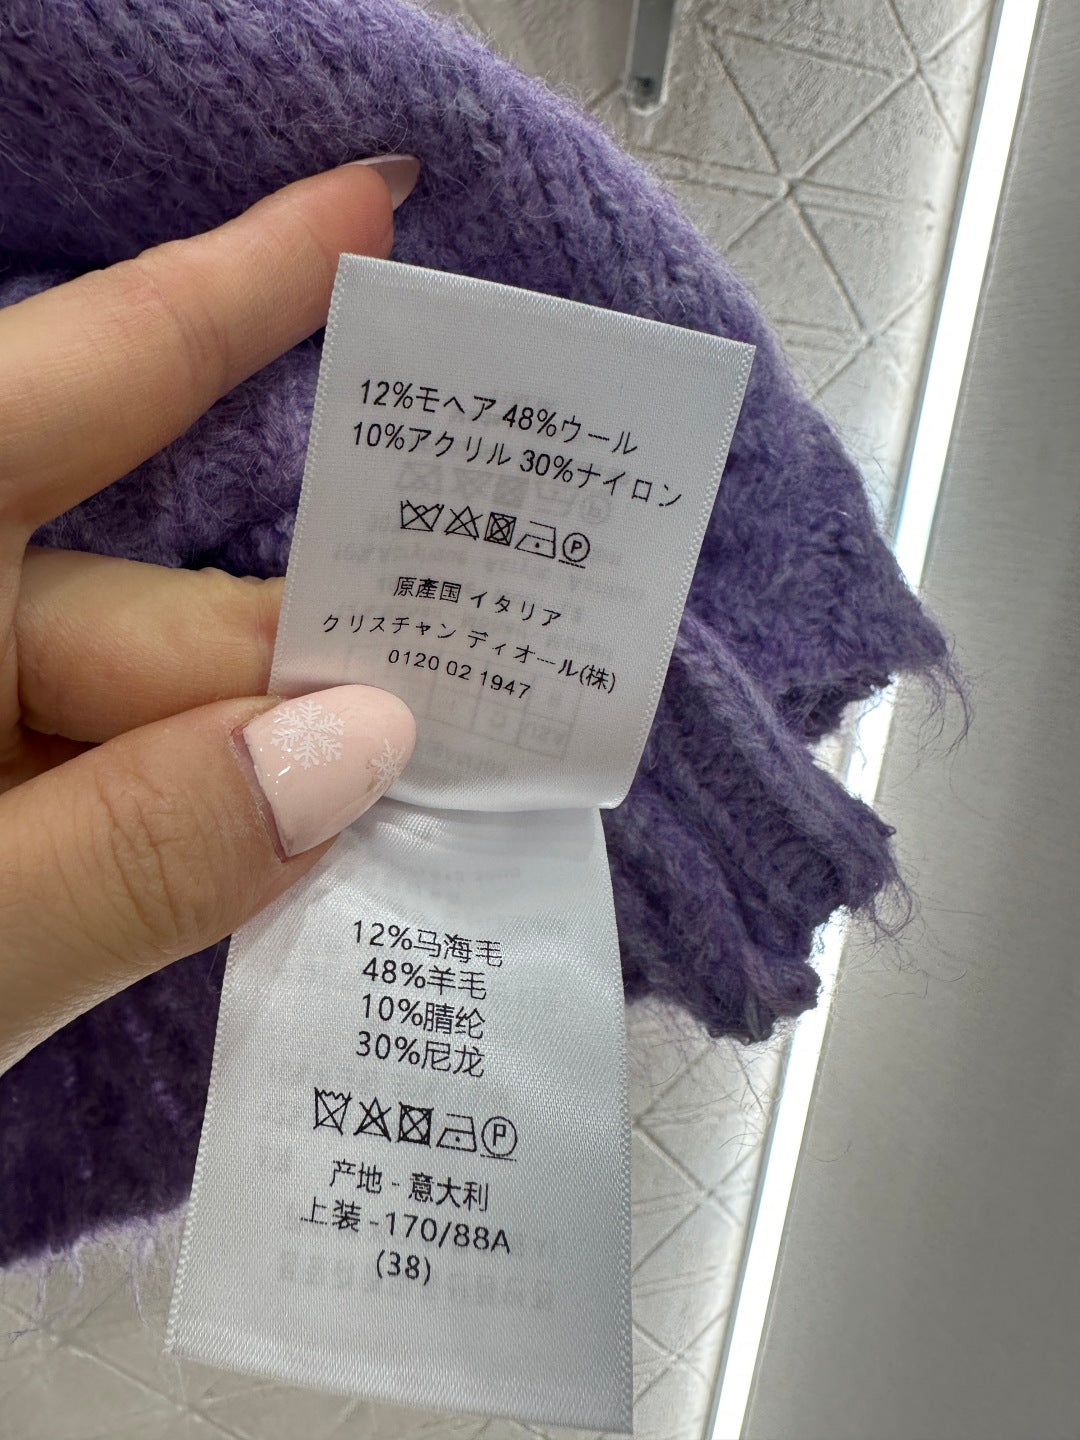 12%モヘア 48%ウール
10%アクリル 30%ナイロン
P
原產国 イタリア
クリスチャン ディオール(株)
0120 02 1947
12%马海毛
48%羊毛
10%腈纶
30%尼龙
P
产地 - 意大利
上装 -170/88A
(38)